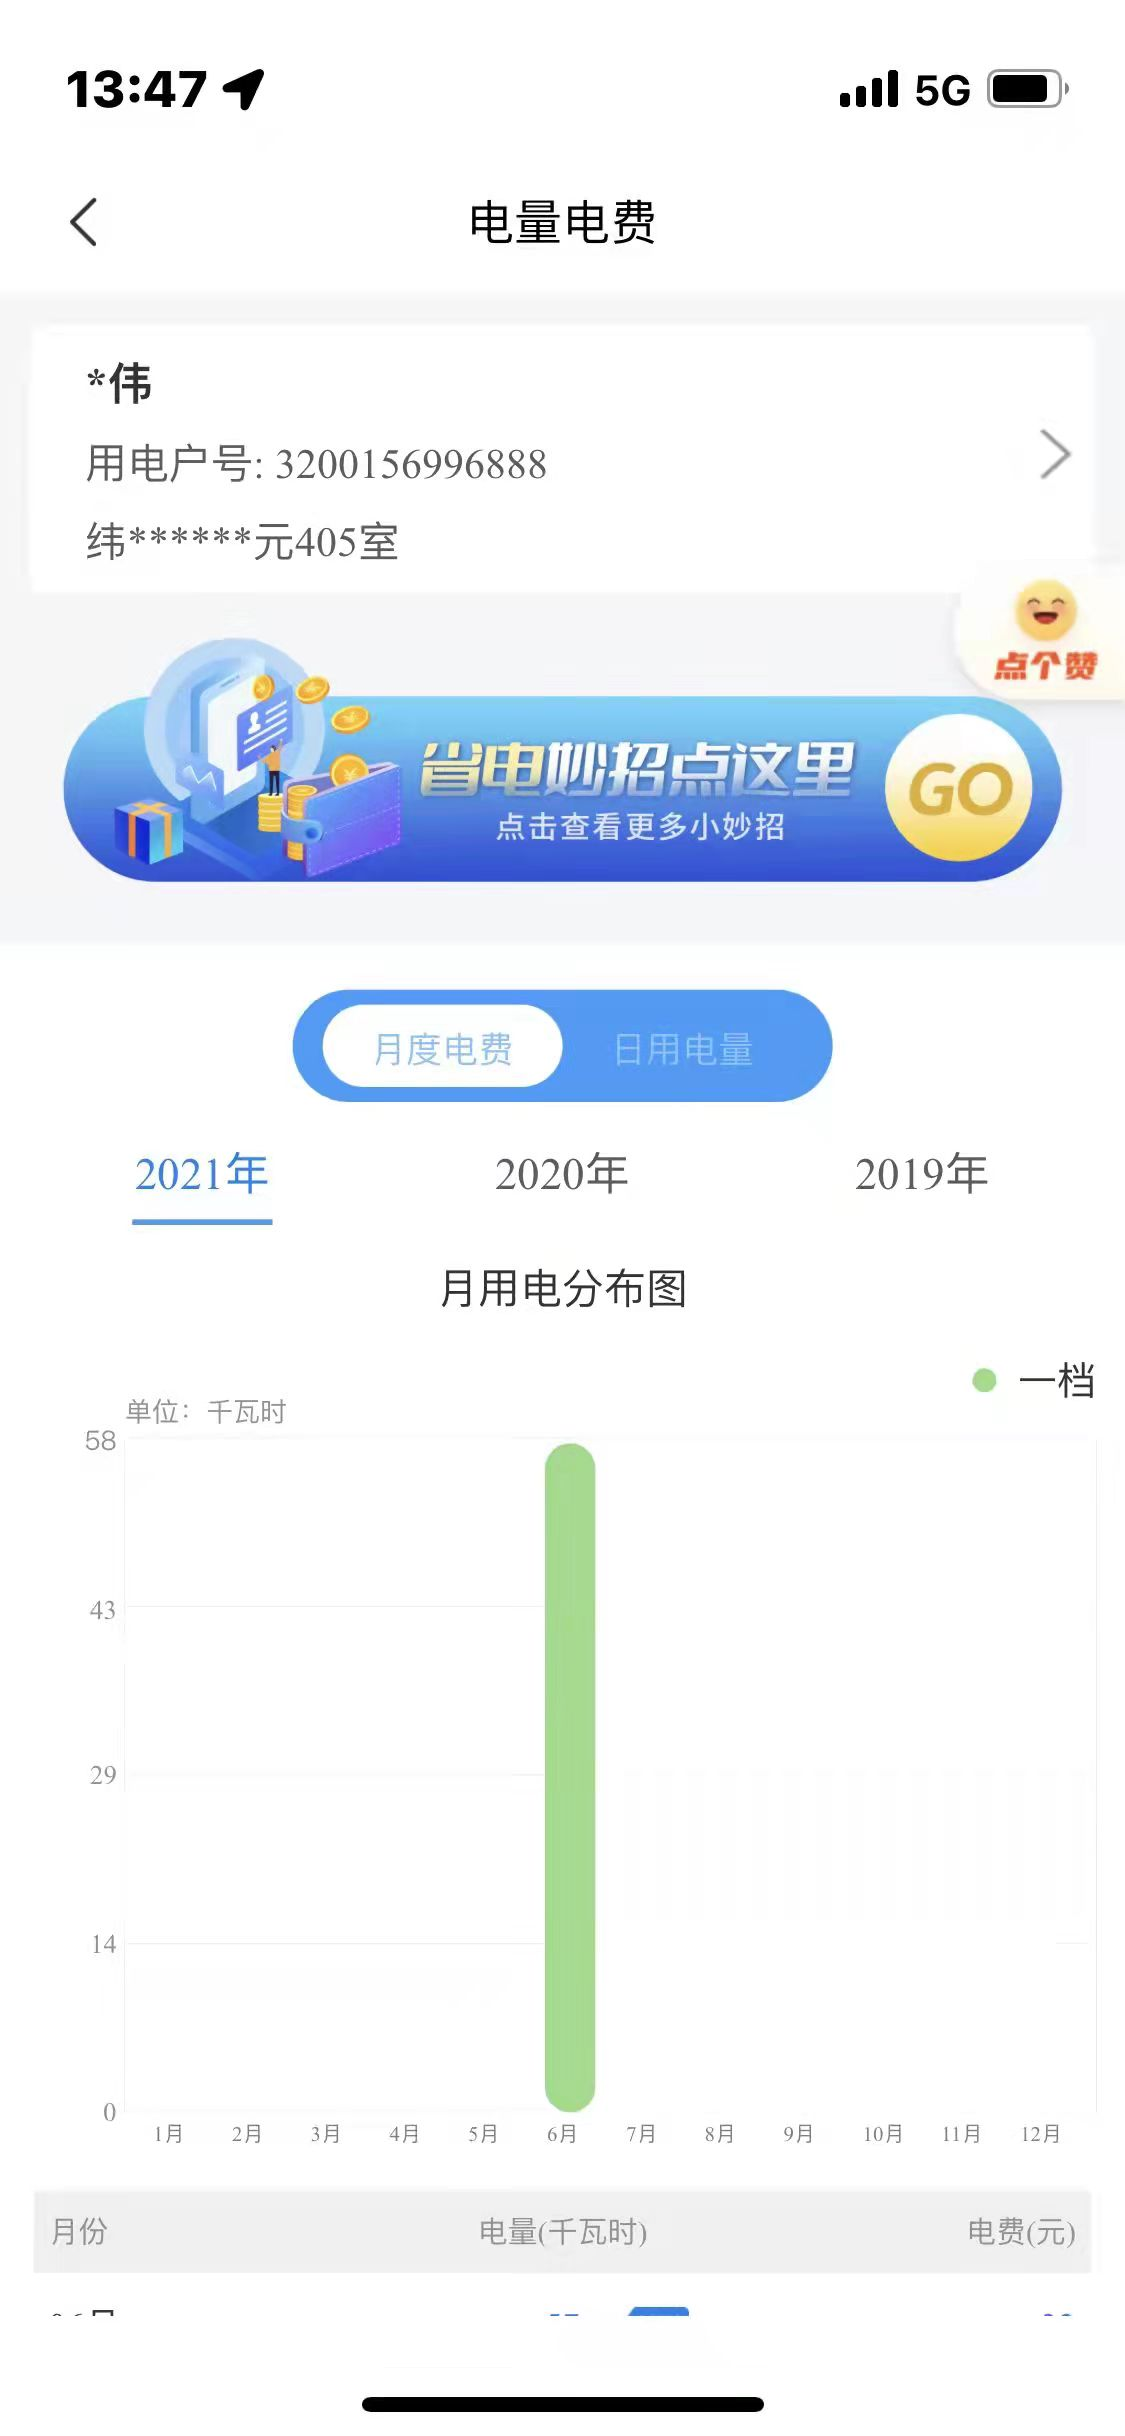 13:47
5G
电量电费
*伟
用电户号: 3200156996888
纬******元405室
点个赞
省电妙招点这里
点击查看更多小妙招
GO
月度电费 日用电量
2021年 2020年 2019年
月用电分布图
一档
单位：千瓦时
58
43
29
14
0
1月 2月 3月 4月 5月 6月 7月 8月 9月 10月 11月 12月
月份 电量(千瓦时) 电费(元)